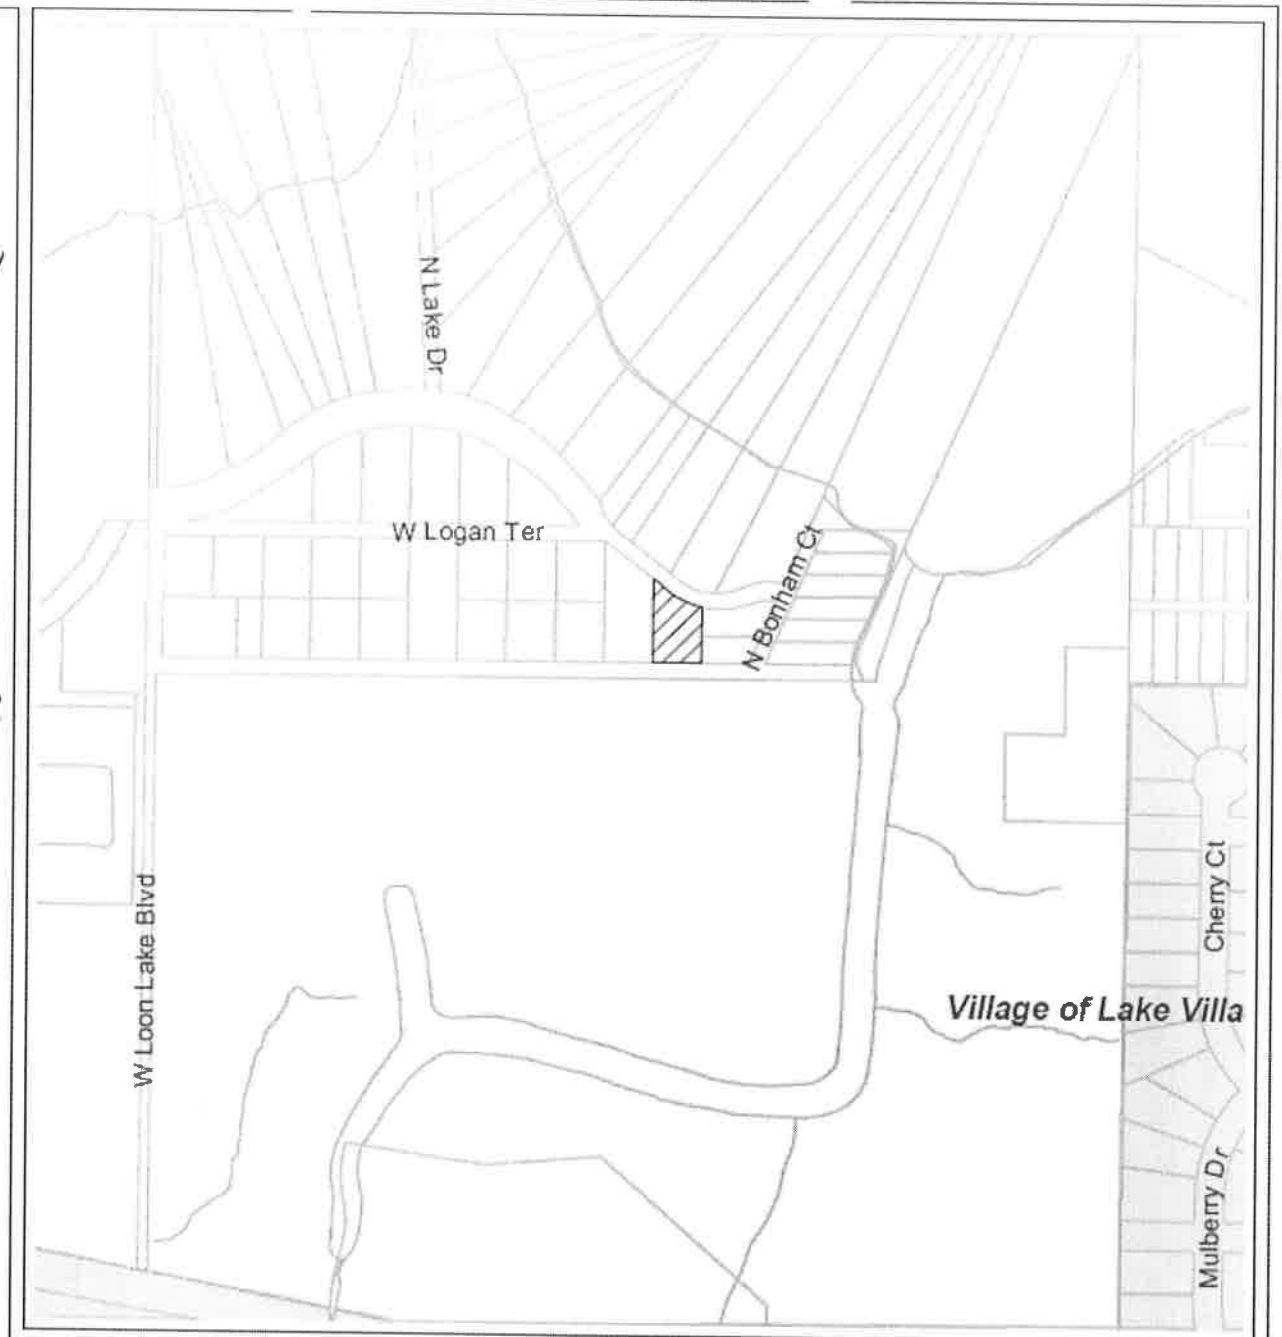 N Lake Dr
W Logan Ter
N Bonham Ct
Cherry Ct
W Loon Lake Blvd
Village of Lake Villa
Mulberry Dr